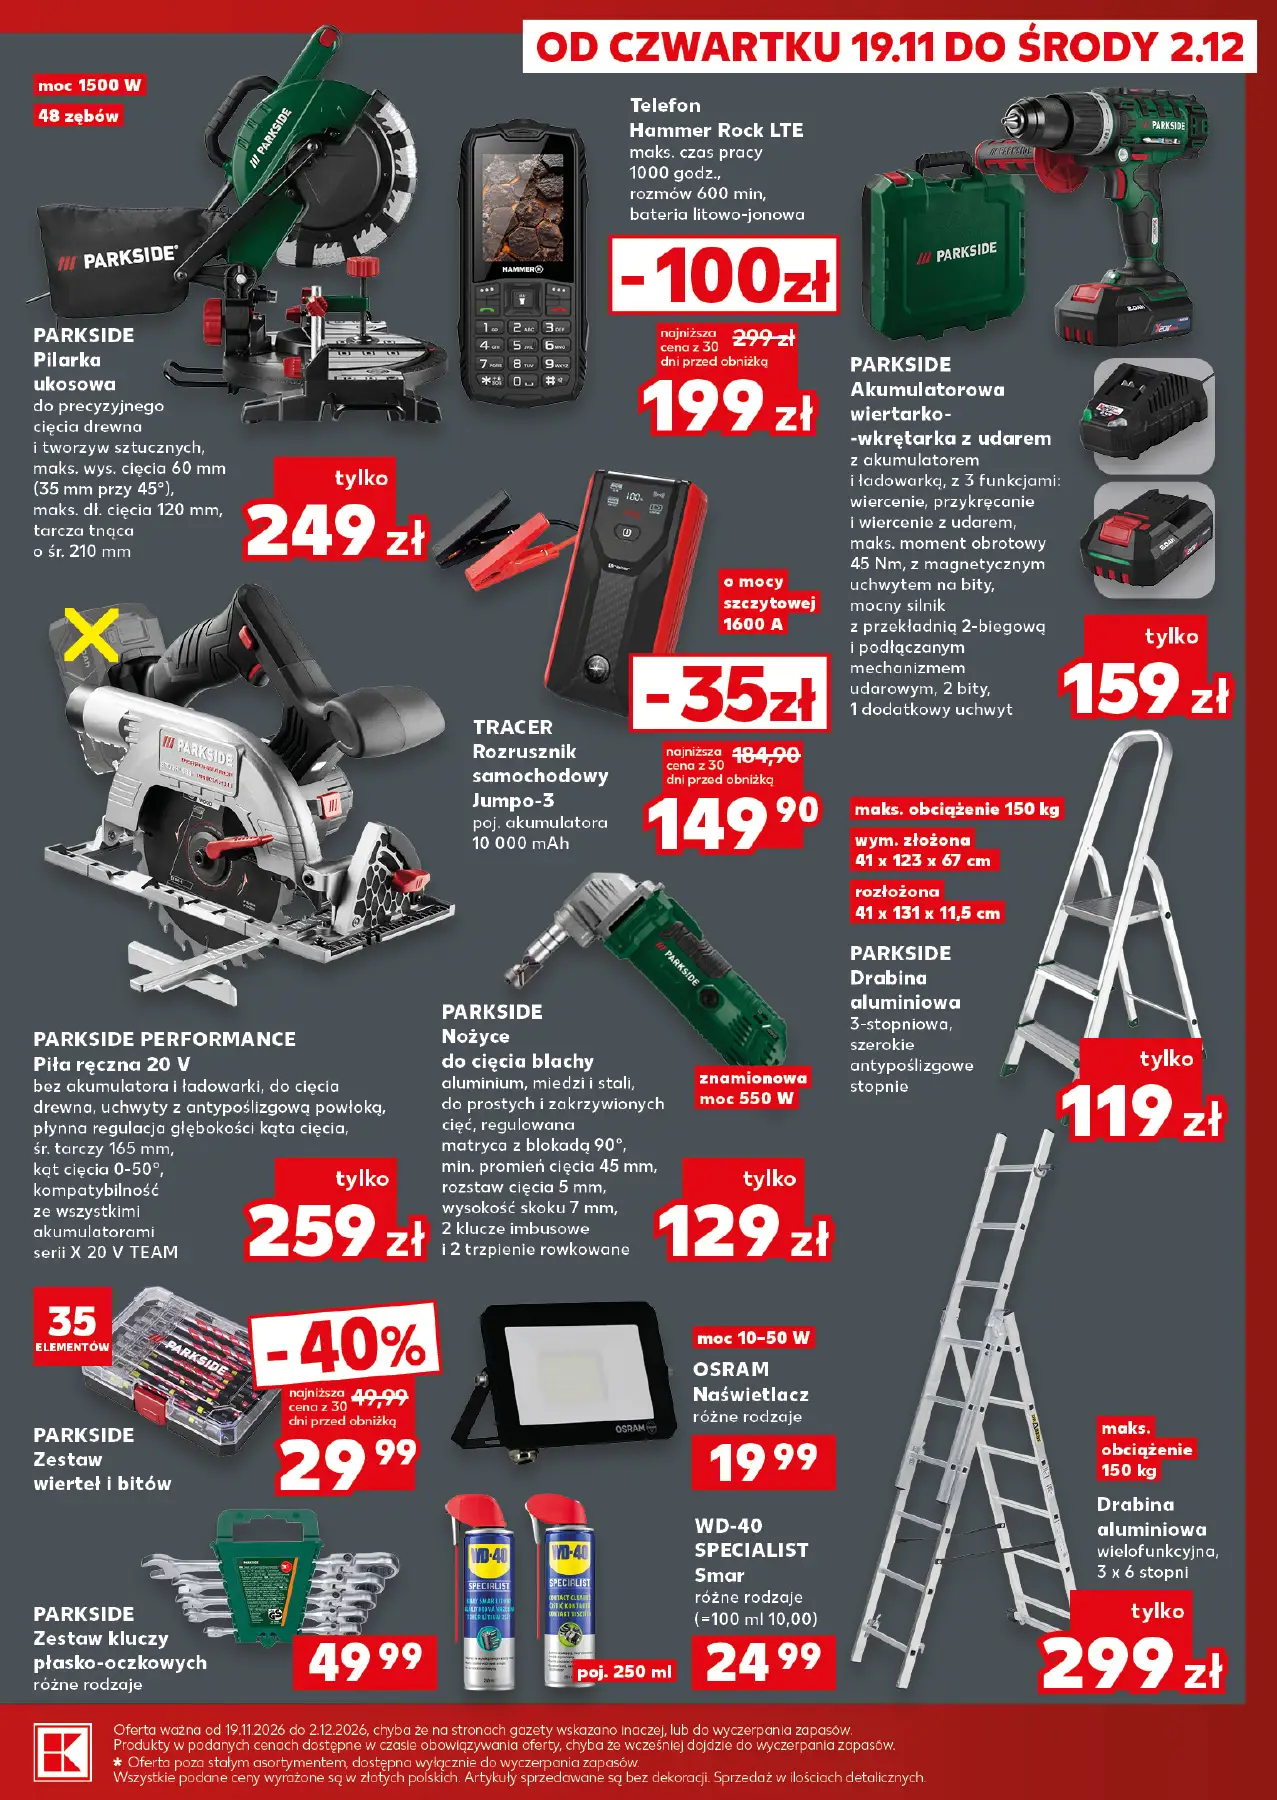 OD CZWARTKU 19.11 DO ŚRODY 2.12
moc 1500 W
48 zębów
PARKSIDE
PARKSIDE
PARKSIDE
Pilarka
ukosowa
do precyzyjnego
cięcia drewna
i tworzyw sztucznych,
maks. wys. cięcia 60 mm
(35 mm przy 45°),
maks. dł. cięcia 120 mm,
tarcza tnąca
o śr. 210 mm
tylko
249 zł
HAMMER
Telefon
Hammer Rock LTE
maks. czas pracy
1000 godz.,
rozmów 600 min,
bateria litowo-jonowa
-100zł
najniższa
cena z 30
dni przed obniżką
299 zł
199 zł
PARKSIDE
PARKSIDE
PARKSIDE
Akumulatorowa
wiertarko-
-wkrętarka z udarem
z akumulatorem
i ładowarką, z 3 funkcjami:
wiercenie, przykręcanie
i wiercenie z udarem,
maks. moment obrotowy
45 Nm, z magnetycznym
uchwytem na bity,
mocny silnik
z przekładnią 2-biegową
i podłączanym
mechanizmem
udarowym, 2 bity,
1 dodatkowy uchwyt
tylko
159 zł
o mocy
szczytowej
1600 A
TRACER
Rozrusznik
samochodowy
Jumpo-3
poj. akumulatora
10 000 mAh
-35zł
najniższa
cena z 30
dni przed obniżką
184,90
149 90
PARKSIDE
PARKSIDE PERFORMANCE
Piła ręczna 20 V
bez akumulatora i ładowarki, do cięcia
drewna, uchwyty z antypoślizgową powłoką,
płynna regulacja głębokości kąta cięcia,
śr. tarczy 165 mm,
kąt cięcia 0-50°,
kompatybilność
ze wszystkimi
akumulatorami
serii X 20 V TEAM
tylko
259 zł
PARKSIDE
PARKSIDE
Nożyce
do cięcia blachy
aluminium, miedzi i stali,
do prostych i zakrzywionych
cięć, regulowana
matryca z blokadą 90°,
min. promień cięcia 45 mm,
rozstaw cięcia 5 mm,
wysokość skoku 7 mm,
2 klucze imbusowe
i 2 trzpienie rowkowane
znamionowa
moc 550 W
tylko
129 zł
maks. obciążenie 150 kg
wym. złożona
41 x 123 x 67 cm
rozłożona
41 x 131 x 11,5 cm
PARKSIDE
Drabina
aluminiowa
3-stopniowa,
szerokie
antypoślizgowe
stopnie
tylko
119 zł
35
ELEMENTÓW
PARKSIDE
PARKSIDE
Zestaw
wierteł i bitów
-40%
najniższa
cena z 30
dni przed obniżką
49,99
29 99
OSRAM
moc 10-50 W
OSRAM
Naświetlacz
różne rodzaje
19 99
maks.
obciążenie
150 kg
Drabina
aluminiowa
wielofunkcyjna,
3 x 6 stopni
tylko
299 zł
PARKSIDE
Zestaw kluczy
płasko-oczkowych
różne rodzaje
49 99
WD-40
SPECIALIST
WD-40
SPECIALIST
poj. 250 ml
WD-40
SPECIALIST
Smar
różne rodzaje
(=100 ml 10,00)
24 99
K
Oferta ważna od 19.11.2026 do 2.12.2026, chyba że na stronach gazety wskazano inaczej, lub do wyczerpania zapasów.
Produkty w podanych cenach dostępne w czasie obowiązywania oferty, chyba że wcześniej dojdzie do wyczerpania zapasów.
* Oferta poza stałym asortymentem, dostępna wyłącznie do wyczerpania zapasów.
Wszystkie podane ceny wyrażone są w złotych polskich. Artykuły sprzedawane są bez dekoracji. Sprzedaż w ilościach detalicznych.